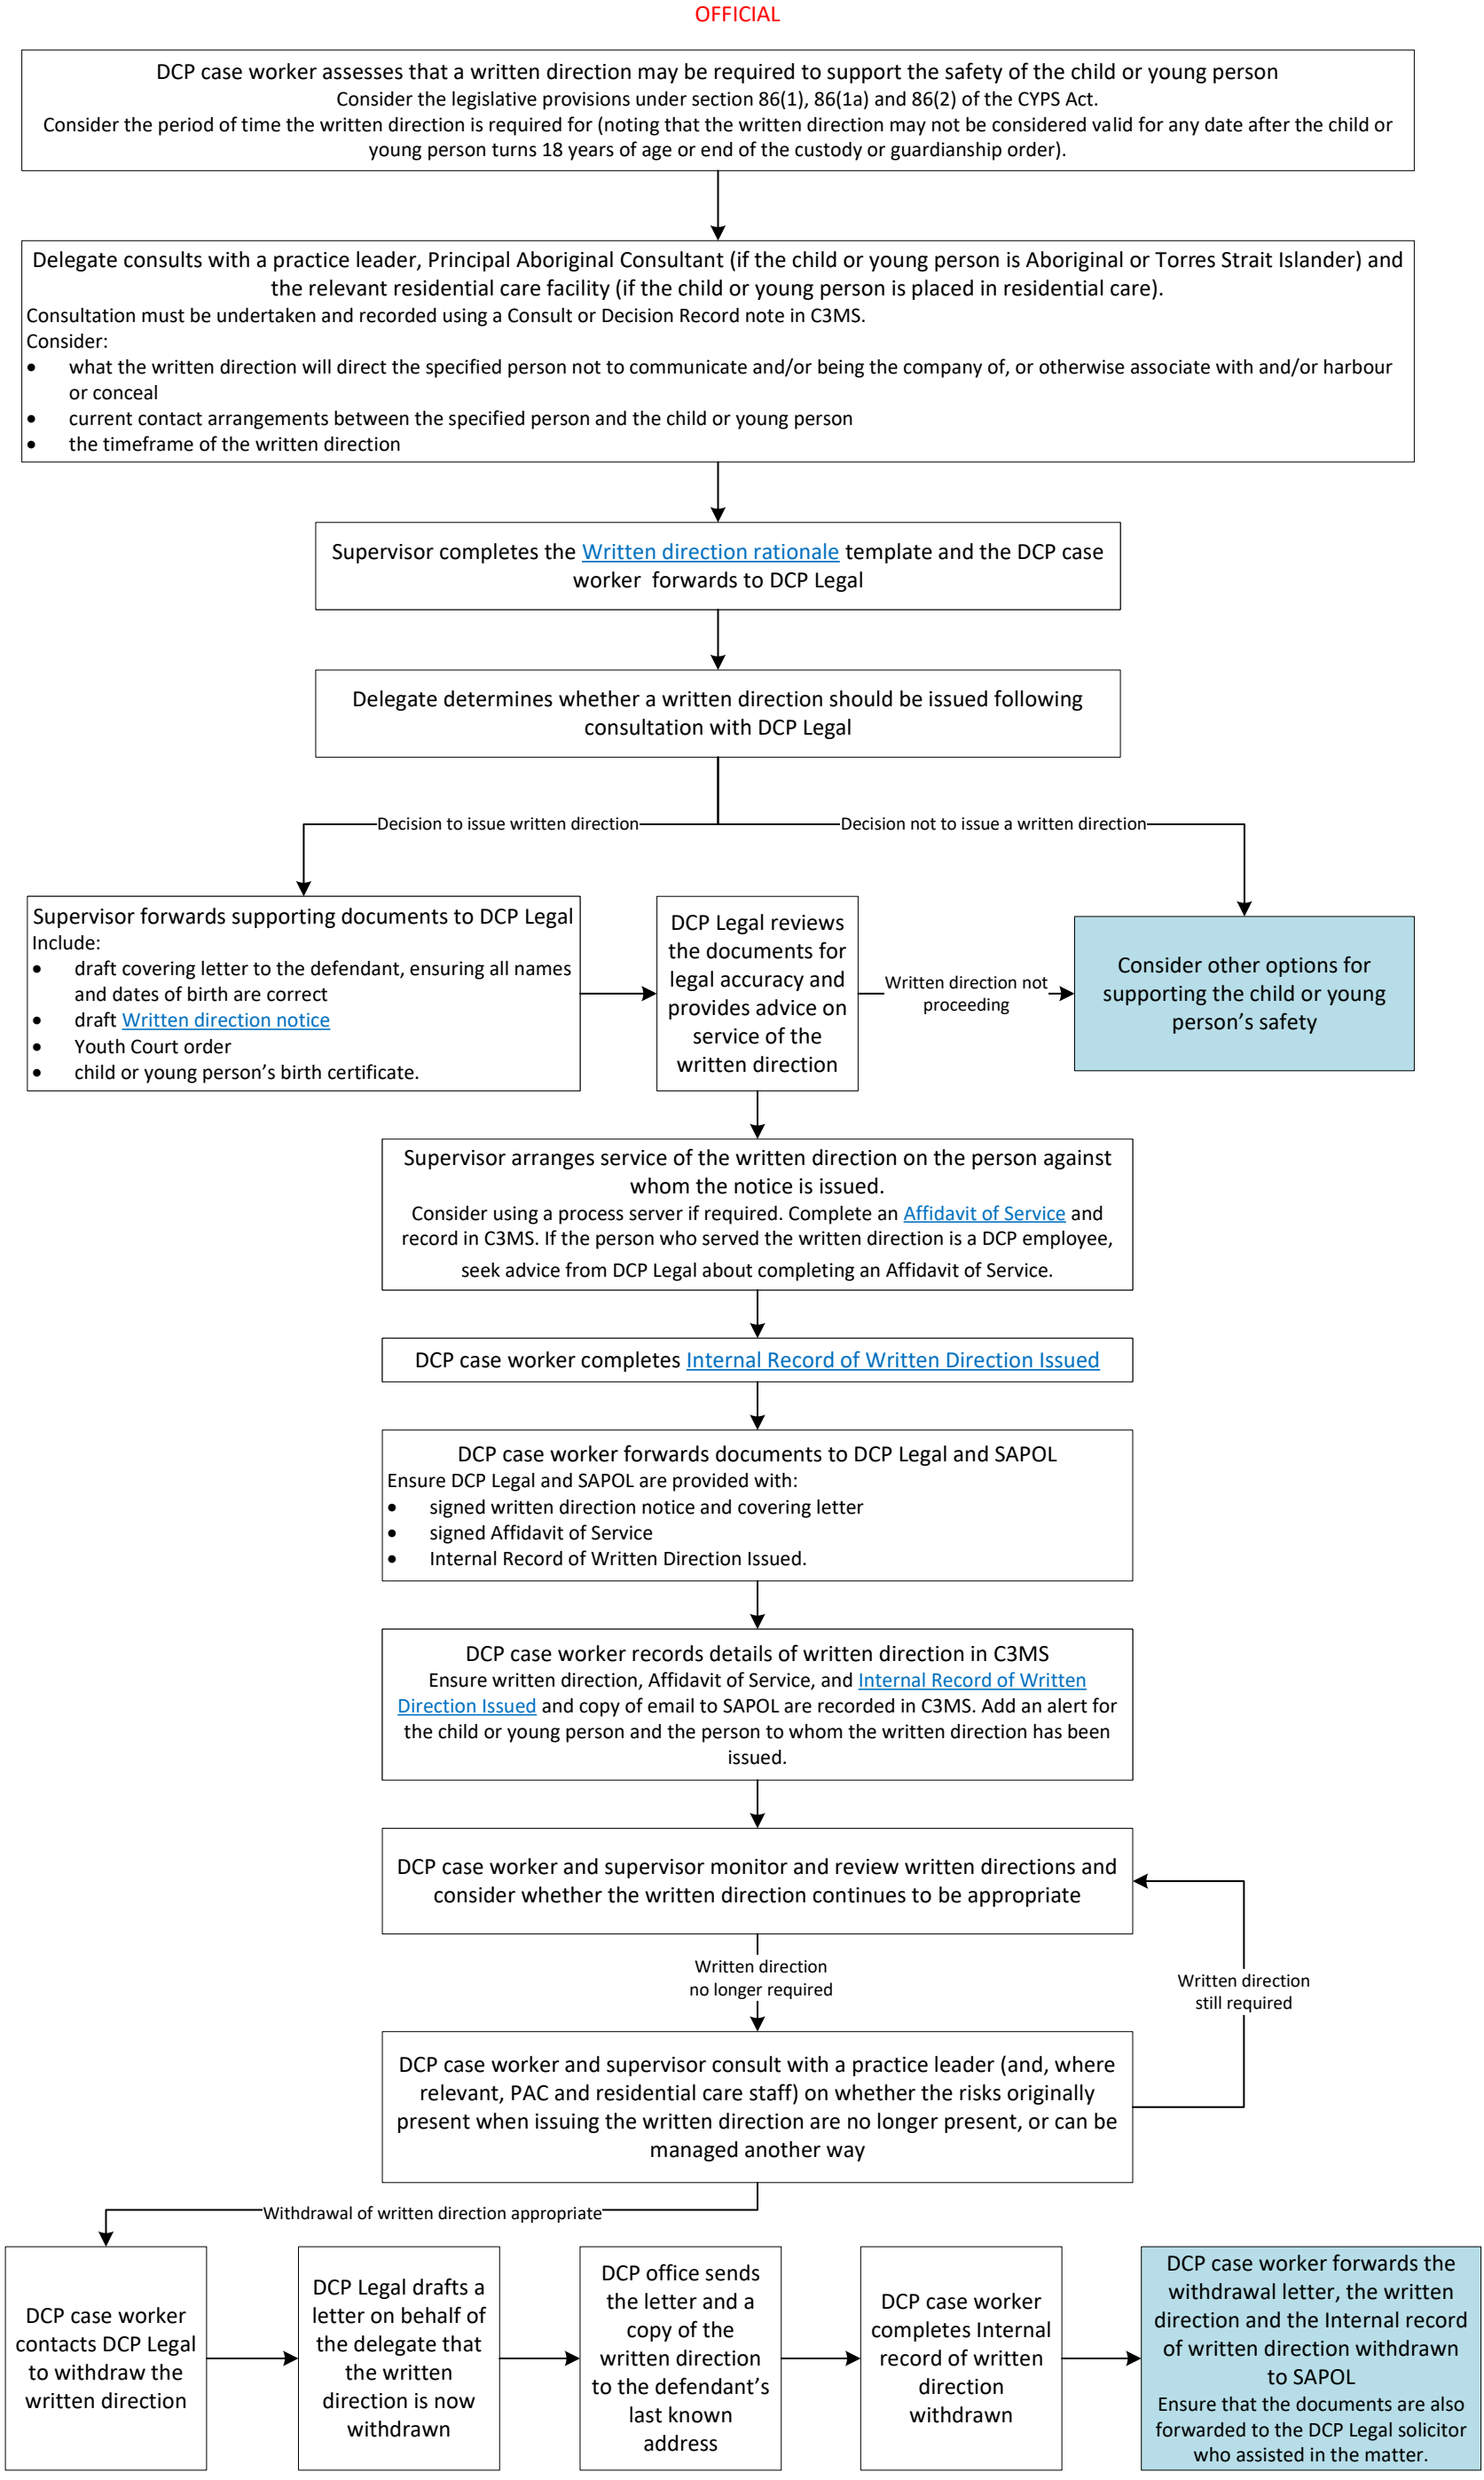 OFFICIAL
DCP case worker assesses that a written direction may be required to support the safety of the child or young person
Consider the legislative provisions under section 86(1), 86(1a) and 86(2) of the CYPS Act.
Consider the period of time the written direction is required for (noting that the written direction may not be considered valid for any date after the child or
young person turns 18 years of age or end of the custody or guardianship order).
Delegate consults with a practice leader, Principal Aboriginal Consultant (if the child or young person is Aboriginal or Torres Strait Islander) and
the relevant residential care facility (if the child or young person is placed in residential care).
Consultation must be undertaken and recorded using a Consult or Decision Record note in C3MS.
Consider:
• what the written direction will direct the specified person not to communicate and/or being the company of, or otherwise associate with and/or harbour
or conceal
• current contact arrangements between the specified person and the child or young person
• the timeframe of the written direction
Supervisor completes the Written direction rationale template and the DCP case
worker forwards to DCP Legal
Delegate determines whether a written direction should be issued following
consultation with DCP Legal
Decision to issue written direction
Decision not to issue a written direction
Supervisor forwards supporting documents to DCP Legal
Include:
• draft covering letter to the defendant, ensuring all names
and dates of birth are correct
• draft Written direction notice
• Youth Court order
• child or young person's birth certificate.
DCP Legal reviews
the documents for
legal accuracy and
provides advice on
service of the
written direction
Written direction not
proceeding
Consider other options for
supporting the child or young
person's safety
Supervisor arranges service of the written direction on the person against
whom the notice is issued.
Consider using a process server if required. Complete an Affidavit of Service and
record in C3MS. If the person who served the written direction is a DCP employee,
seek advice from DCP Legal about completing an Affidavit of Service.
DCP case worker completes Internal Record of Written Direction Issued
DCP case worker forwards documents to DCP Legal and SAPOL
Ensure DCP Legal and SAPOL are provided with:
• signed written direction notice and covering letter
• signed Affidavit of Service
• Internal Record of Written Direction Issued.
DCP case worker records details of written direction in C3MS
Ensure written direction, Affidavit of Service, and Internal Record of Written
Direction Issued and copy of email to SAPOL are recorded in C3MS. Add an alert for
the child or young person and the person to whom the written direction has been
issued.
DCP case worker and supervisor monitor and review written directions and
consider whether the written direction continues to be appropriate
Written direction
no longer required
Written direction
still required
DCP case worker and supervisor consult with a practice leader (and, where
relevant, PAC and residential care staff) on whether the risks originally
present when issuing the written direction are no longer present, or can be
managed another way
Withdrawal of written direction appropriate
DCP case worker
contacts DCP Legal
to withdraw the
written direction
DCP Legal drafts a
letter on behalf of
the delegate that
the written
direction is now
withdrawn
DCP office sends
the letter and a
copy of the
written direction
to the defendant's
last known
address
DCP case worker
completes Internal
record of written
direction
withdrawn
DCP case worker forwards the
withdrawal letter, the written
direction and the Internal record
of written direction withdrawn
to SAPOL
Ensure that the documents are also
forwarded to the DCP Legal solicitor
who assisted in the matter.